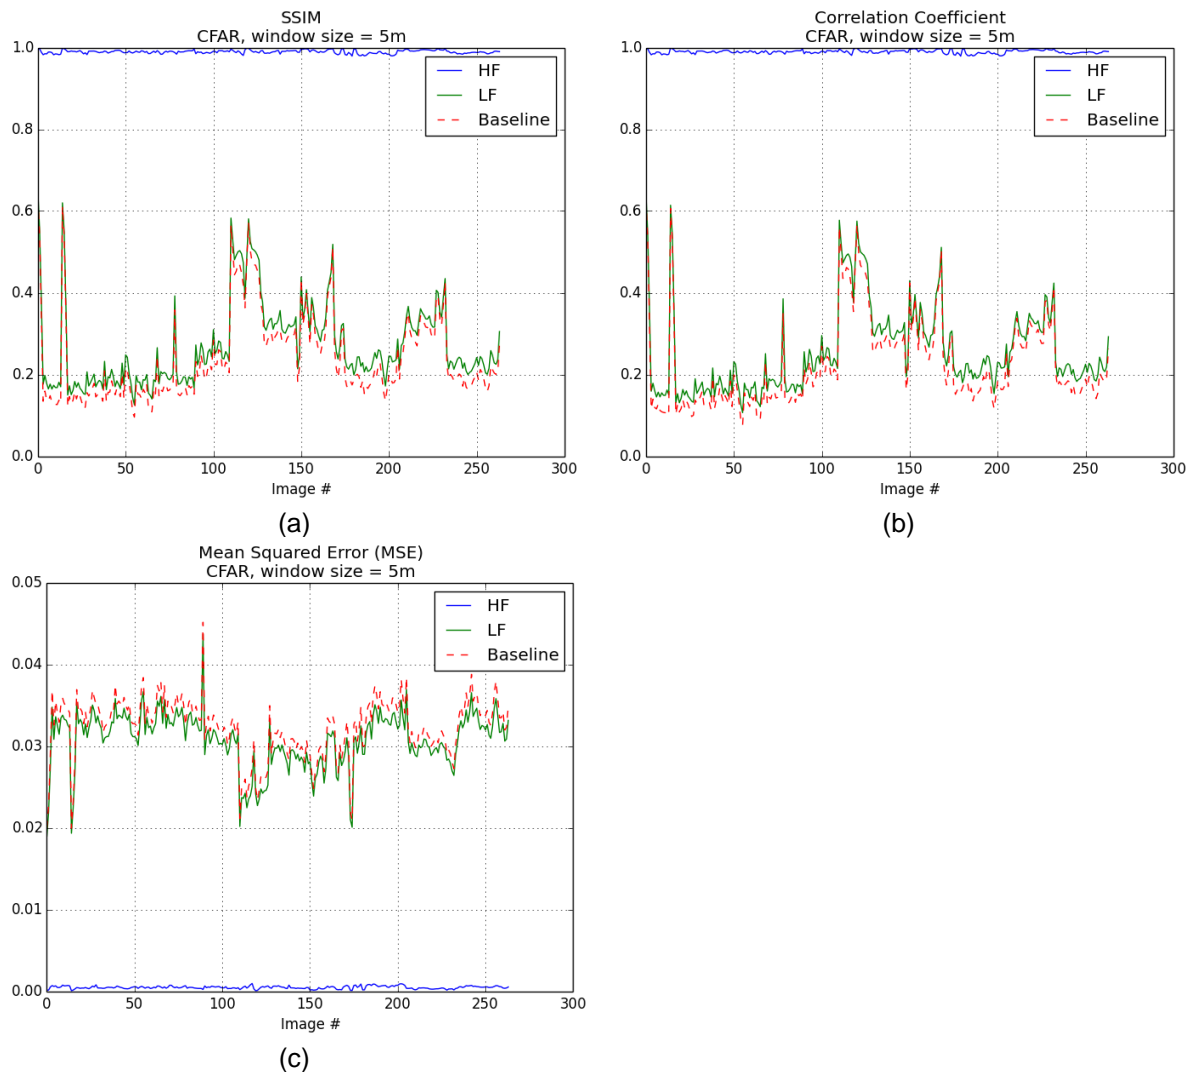 SSIM
CFAR, window size = 5m
1.0
0.8
0.6
0.4
0.2
0.0
HF
LF
Baseline
0 50 100 150 200 250 300
Image #
(a)
Correlation Coefficient
CFAR, window size = 5m
1.0
0.8
0.6
0.4
0.2
0.0
HF
LF
Baseline
0 50 100 150 200 250 300
Image #
(b)
Mean Squared Error (MSE)
CFAR, window size = 5m
0.05
0.04
0.03
0.02
0.01
0.00
HF
LF
Baseline
0 50 100 150 200 250 300
Image #
(c)